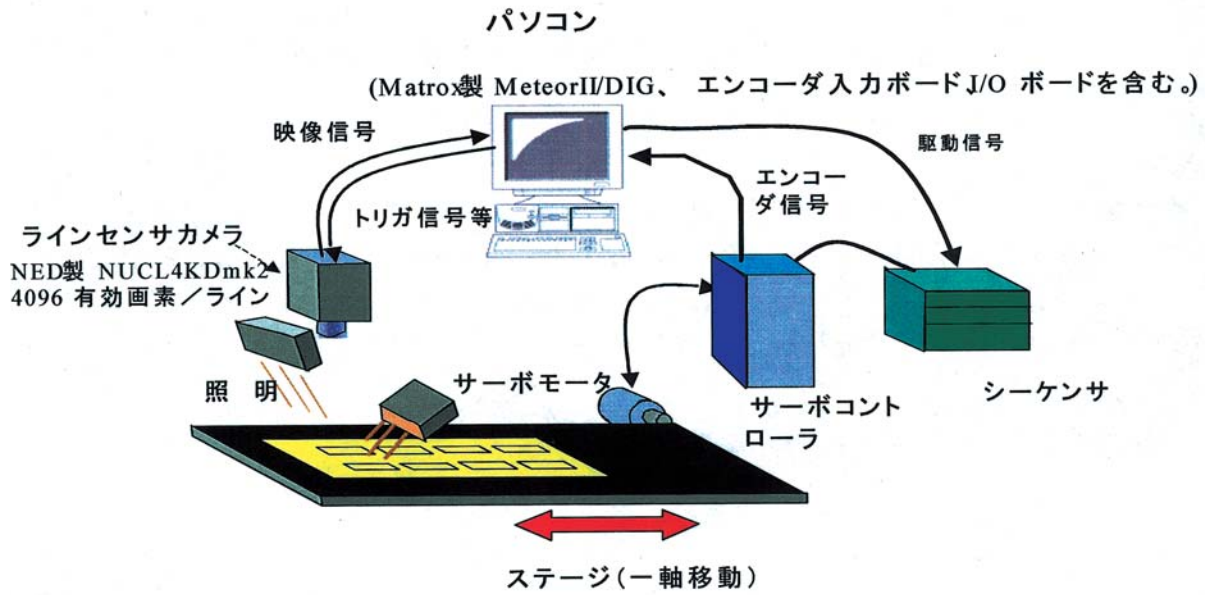 パソコン
(Matrox製 MeteorII/DIG、 エンコーダ入力ボード、I/O ボードを含む。)
映像信号
駆動信号
エンコー
ダ信号
トリガ信号等
ラインセンサカメラ
NED製 NUCL4KDmk2
4096 有効画素／ライン
照 明
サーボモータ
サーボコント
ローラ
シーケンサ
ステージ(一軸移動)